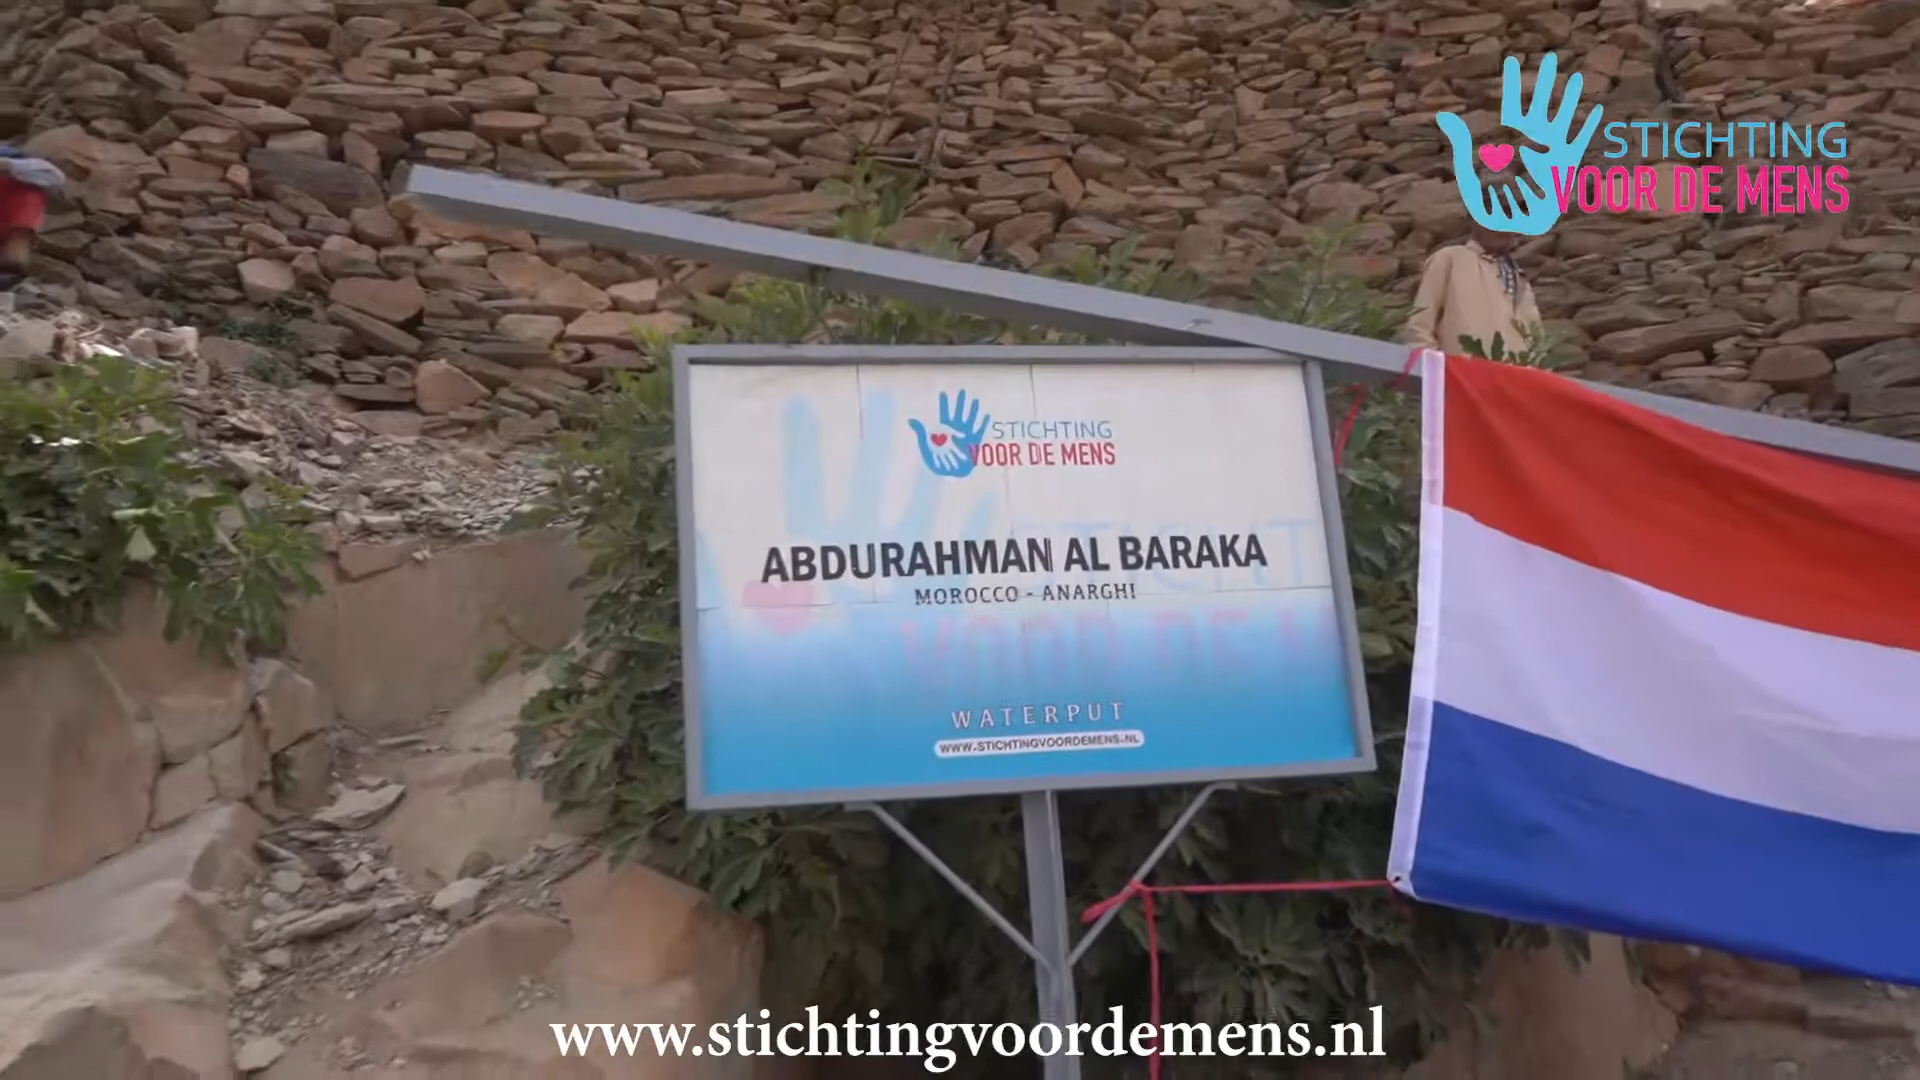 STICHTING
VOOR DE MENS
STICHTING
VOOR DE MENS
ABDURAHMAN AL BARAKA
MOROCCO - ANARGHI
WATERPUT
WWW.STICHTINGVOORDEMENS.NL
www.stichtingvoordemens.nl